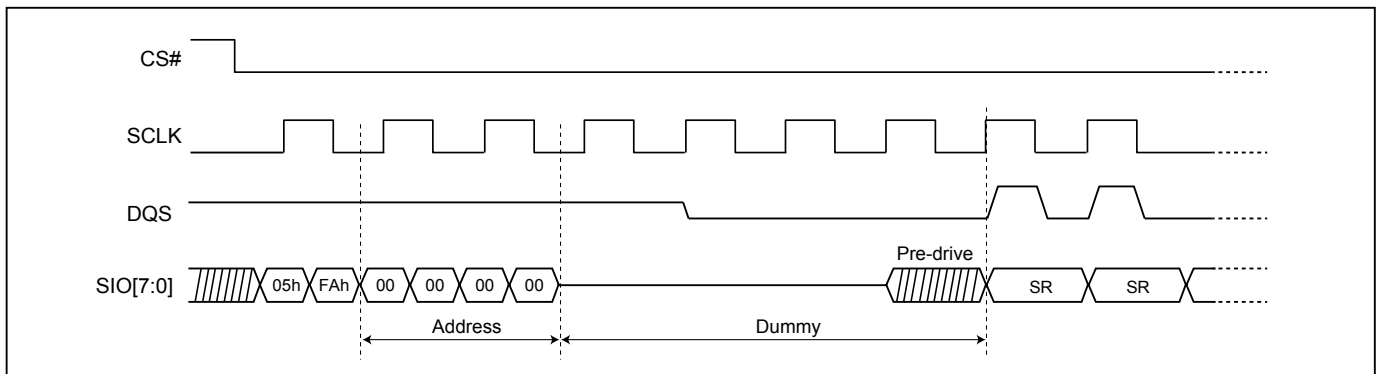 CS#
SCLK
DQS
Pre-drive
SIO[7:0] 05h FAh 00 00 00 00 SR SR
Address Dummy